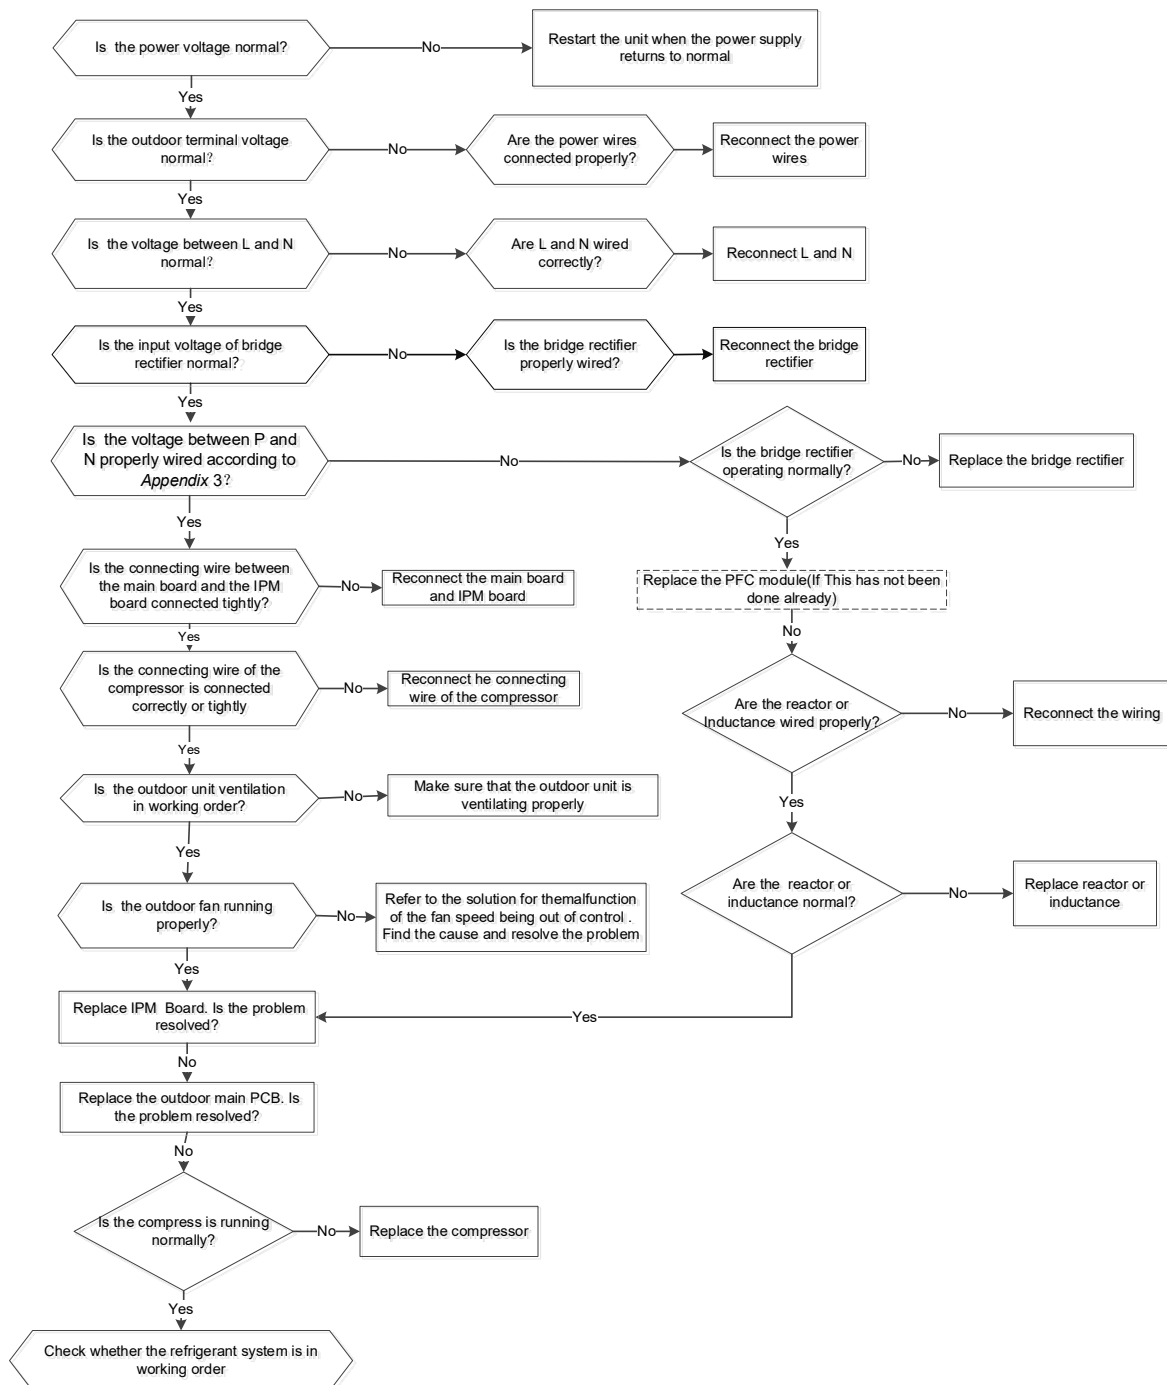 Is the power voltage normal?
No
Restart the unit when the power supply
returns to normal
Yes
Is the outdoor terminal voltage
normal?
No
Are the power wires
connected properly?
Reconnect the power
wires
Yes
Is the voltage between L and N
normal?
No
Are L and N wired
correctly?
Reconnect L and N
Yes
Is the input voltage of bridge
rectifier normal?
No
Is the bridge rectifier
properly wired?
Reconnect the bridge
rectifier
Yes
Is the voltage between P and
N properly wired according to
Appendix 3?
No
Is the bridge rectifier
operating normally?
No
Replace the bridge rectifier
Yes
Yes
Is the connecting wire between
the main board and the IPM
board connected tightly?
No
Reconnect the main board
and IPM board
Replace the PFC module(If This has not been
done already)
No
Yes
Is the connecting wire of the
compressor is connected
correctly or tightly
No
Reconnect he connecting
wire of the compressor
Are the reactor or
Inductance wired properly?
No
Reconnect the wiring
Yes
Is the outdoor unit ventilation
in working order?
No
Make sure that the outdoor unit is
ventilating properly
Yes
Yes
Is the outdoor fan running
properly?
No
Refer to the solution for themalfunction
of the fan speed being out of control .
Find the cause and resolve the problem
Are the reactor or
inductance normal?
No
Replace reactor or
inductance
Yes
Replace IPM Board. Is the problem
resolved?
Yes
No
Replace the outdoor main PCB. Is
the problem resolved?
No
Is the compress is running
normally?
No
Replace the compressor
Yes
Check whether the refrigerant system is in
working order